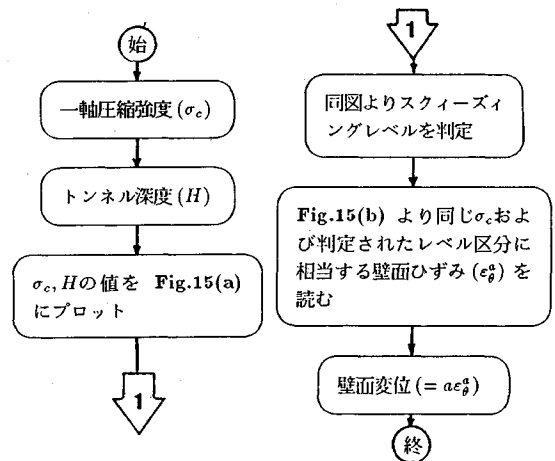 始
一軸圧縮強度 (σc)
トンネル深度 (H)
σc, Hの値を Fig.15(a)
にプロット
1
1
同図よりスクィーズィ
ングレベルを判定
Fig.15(b) より同じσcおよ
び判定されたレベル区分に
相当する壁面ひずみ (εθa) を
読む
壁面変位 (= aεθa)
終